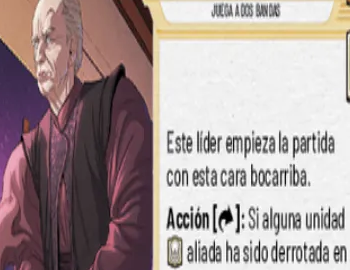 JUEGA A DOS BANDAS
Este líder empieza la partida
con esta cara bocarriba.
Acción []: Si alguna unidad
aliada ha sido derrotada en